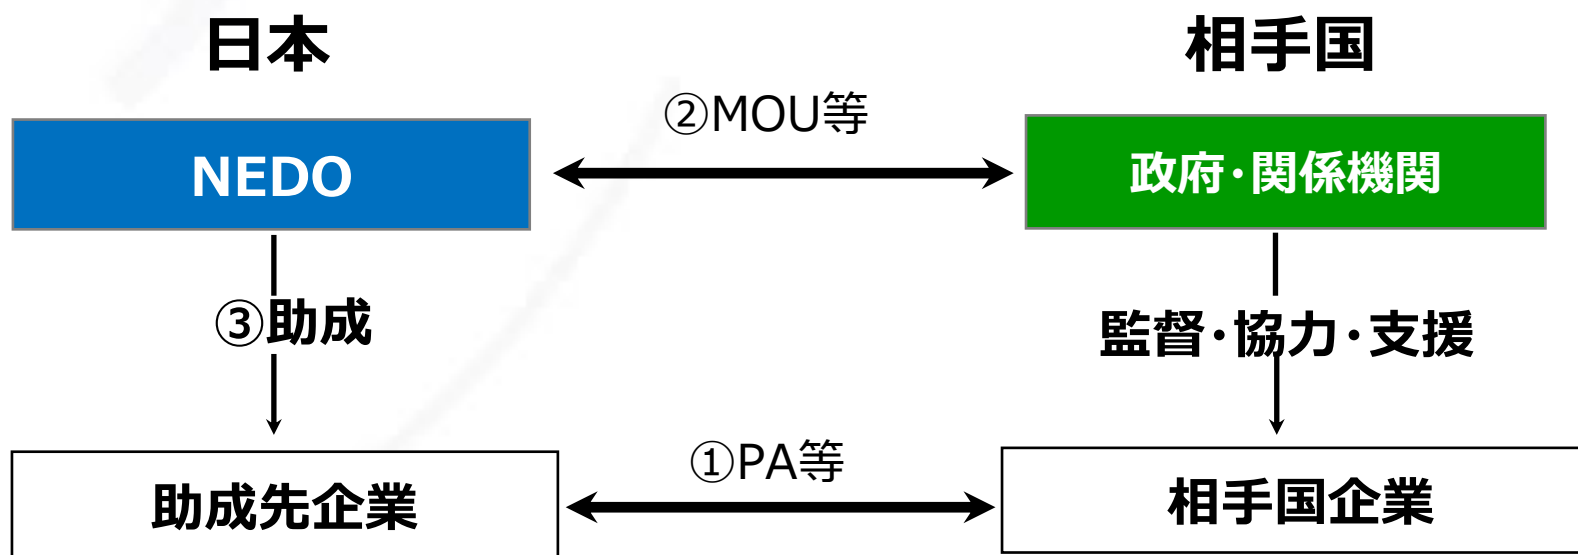 日本
相手国
②MOU等
NEDO
政府・関係機関
③助成
監督・協力・支援
①PA等
助成先企業
相手国企業